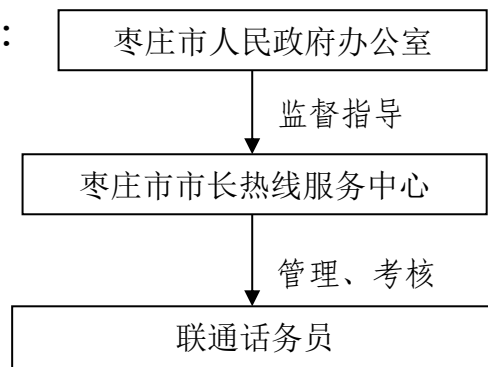 ：
枣庄市人民政府办公室
监督指导
枣庄市市长热线服务中心
管理、考核
联通话务员